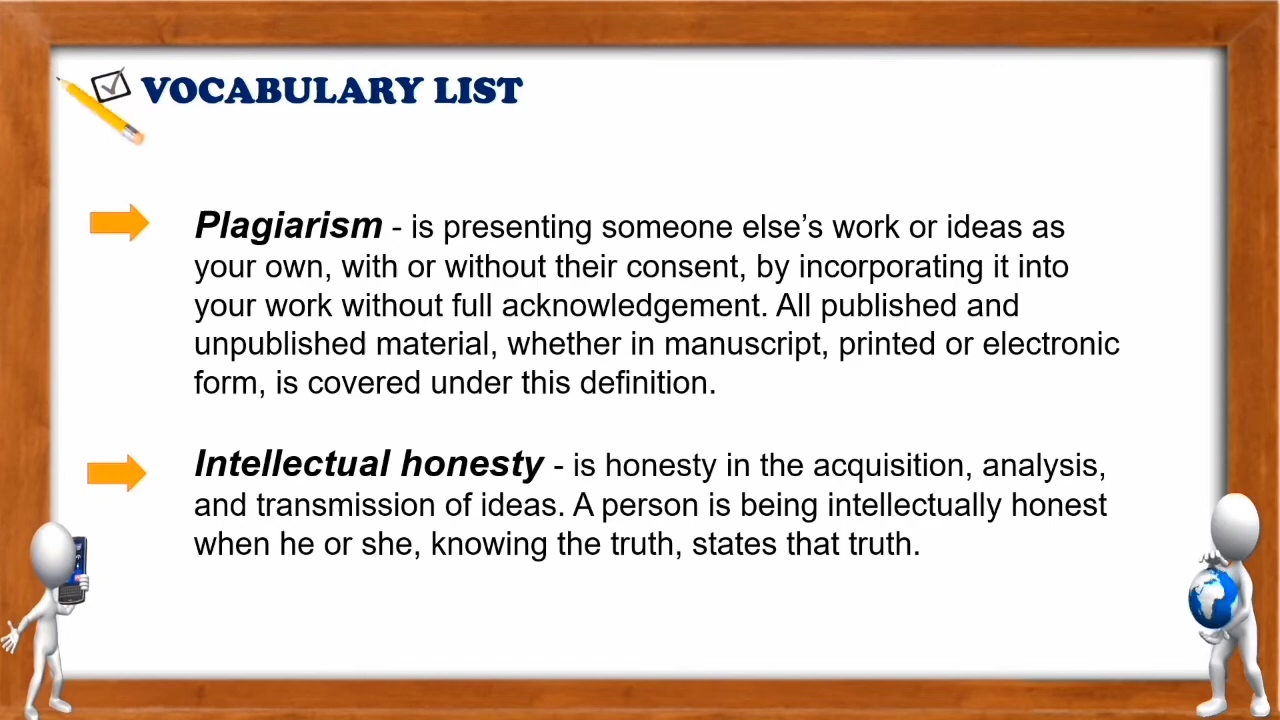 VOCABULARY LIST
Plagiarism - is presenting someone else’s work or ideas as
your own, with or without their consent, by incorporating it into
your work without full acknowledgement. All published and
unpublished material, whether in manuscript, printed or electronic
form, is covered under this definition.
Intellectual honesty - is honesty in the acquisition, analysis,
and transmission of ideas. A person is being intellectually honest
when he or she, knowing the truth, states that truth.